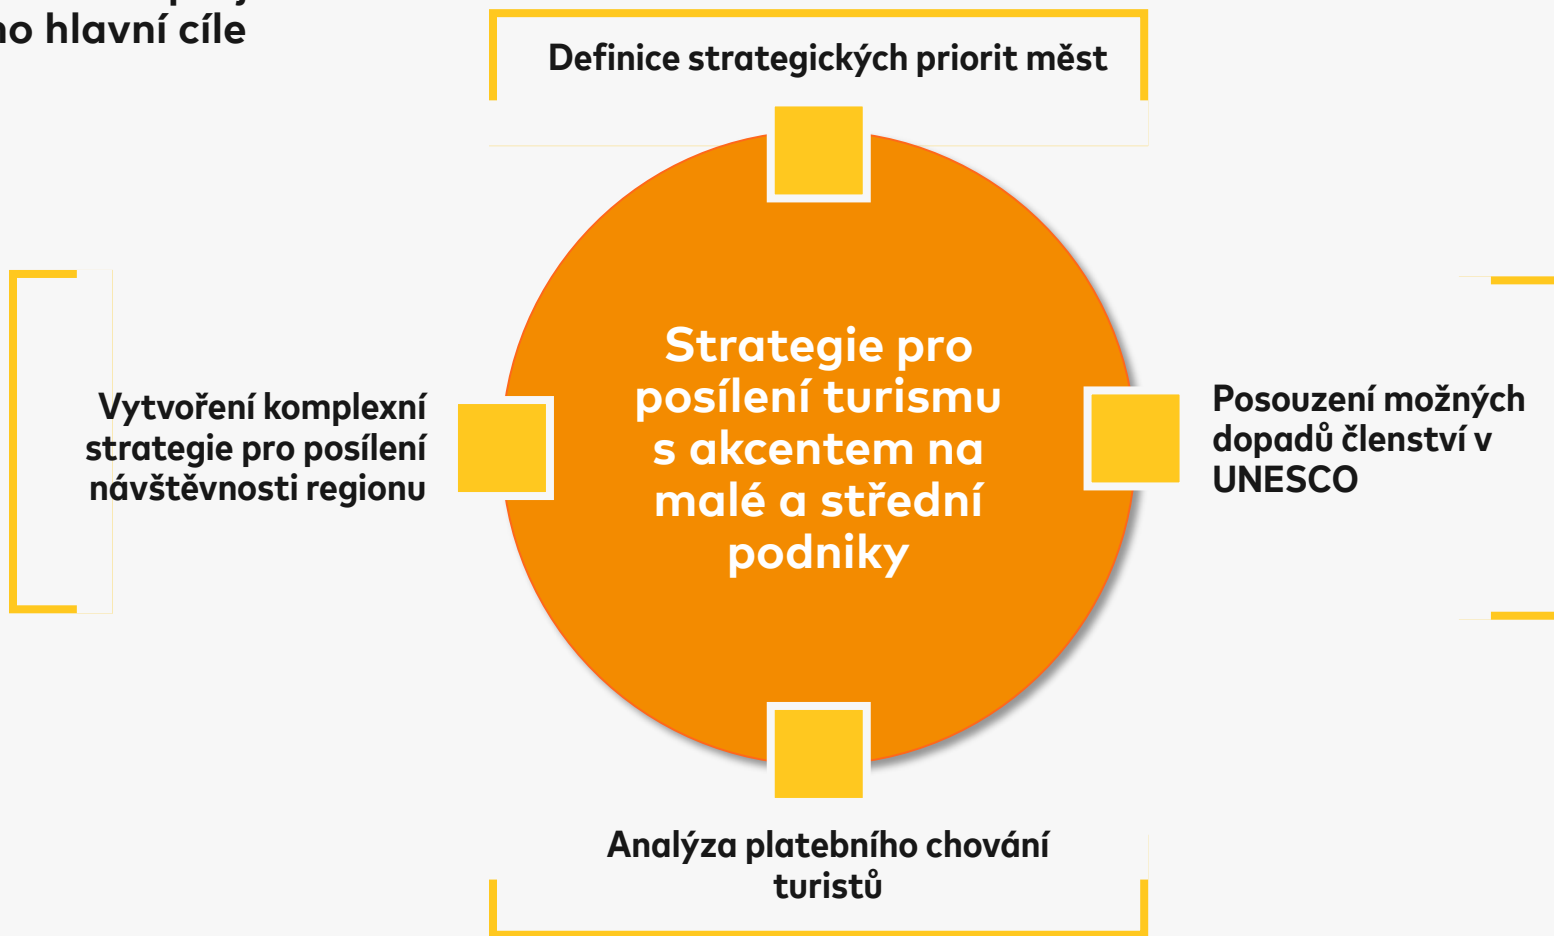 hlavní cíle
Definice strategických priorit měst
Strategie pro
posílení turismu
s akcentem na
malé a střední
podniky
Vytvoření komplexní
strategie pro posílení
návštěvnosti regionu
Posouzení možných
dopadů členství v
UNESCO
Analýza platebního chování
turistů